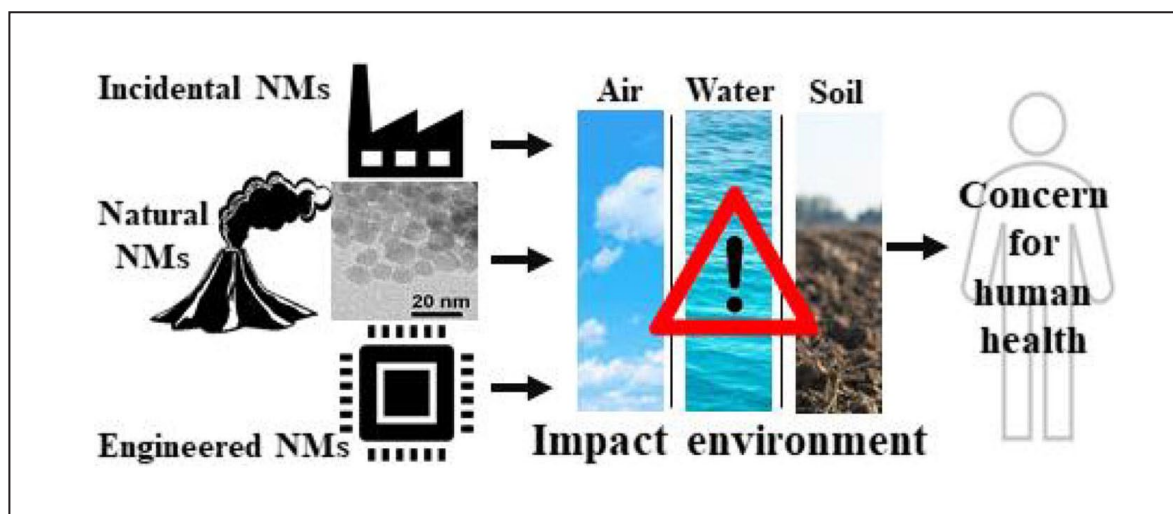 Incidental NMs
Natural
NMs
20 nm
Engineered NMs
Air Water Soil
!
Impact environment
Concern
for
human
health